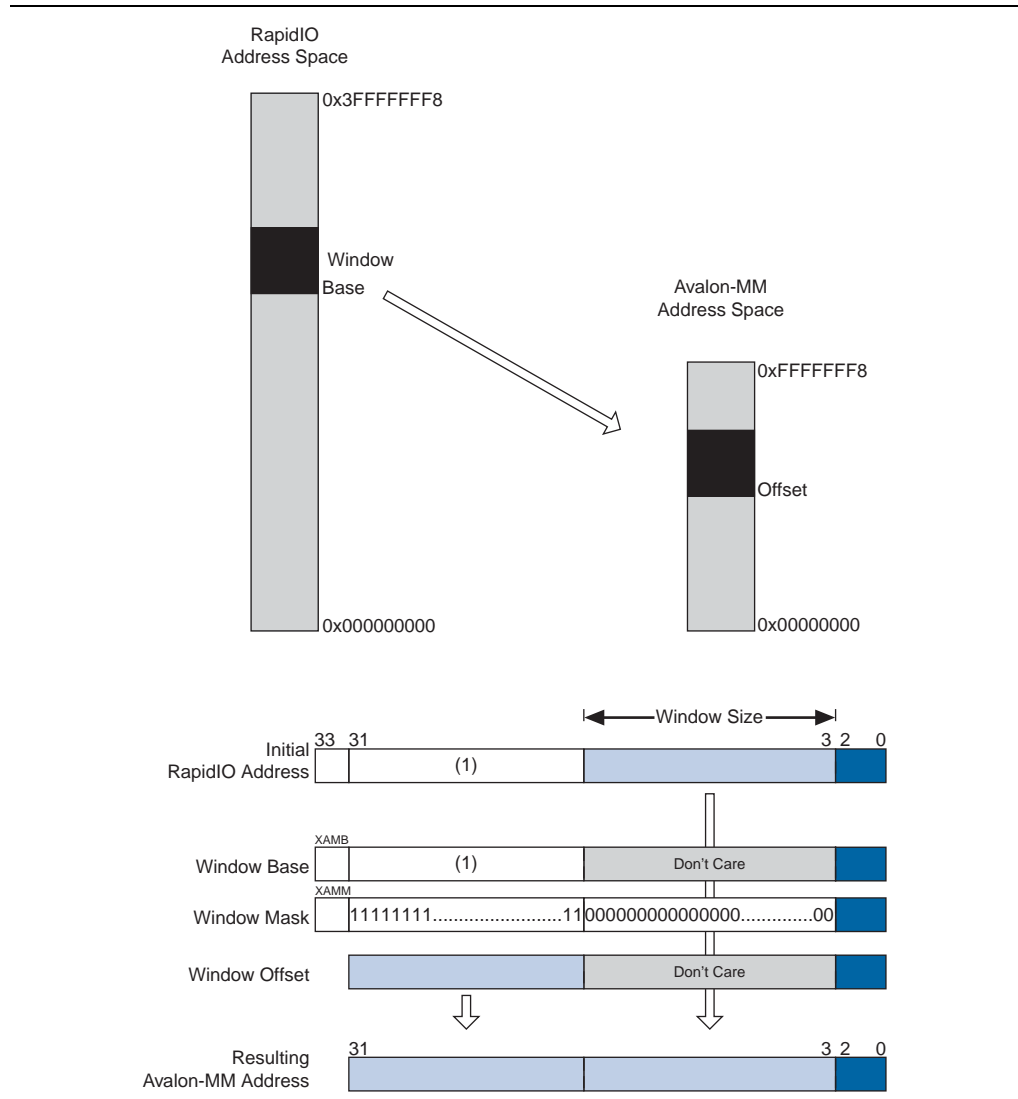 RapidIO
Address Space
0x3FFFFFFF8
Window
Base
Avalon-MM
Address Space
0xFFFFFFF8
Offset
0x000000000
0x00000000
Window Size
33 31 3 2 0
Initial
RapidIO Address
(1)
XAMB
Window Base
(1)
Don't Care
XAMM
Window Mask
11111111........................11
000000000000000.............00
Window Offset
Don't Care
31 3 2 0
Resulting
Avalon-MM Address